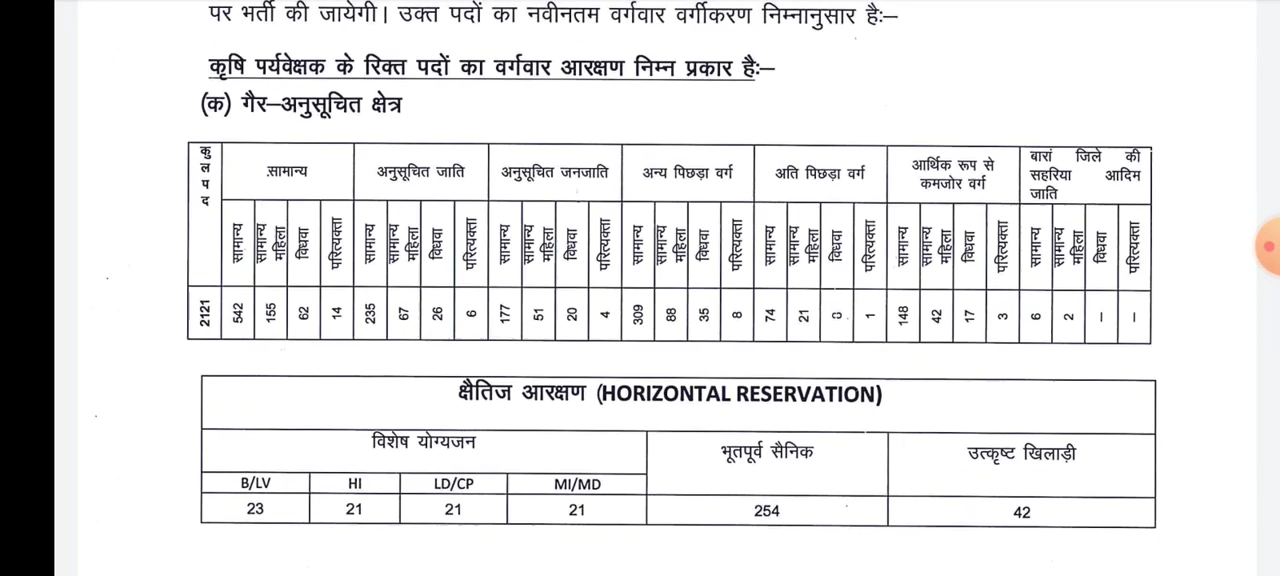 पर भर्ती की जायेगी। उक्त पदों का नवीनतम वर्गवार वर्गीकरण निम्नानुसार हैः–
कृषि पर्यवेक्षक के रिक्त पदों का वर्गवार आरक्षण निम्न प्रकार हैः–
(क) गैर–अनुसूचित क्षेत्र
कुल पद सामान्य अनुसूचित जाति अनुसूचित जनजाति अन्य पिछड़ा वर्ग अति पिछड़ा वर्ग आर्थिक रूप से कमजोर वर्ग बारां जिले की सहरिया आदिम जाति
सामान्य सामान्य महिला विधवा परित्यक्ता सामान्य सामान्य महिला विधवा परित्यक्ता सामान्य सामान्य महिला विधवा परित्यक्ता सामान्य सामान्य महिला विधवा परित्यक्ता सामान्य सामान्य महिला विधवा परित्यक्ता सामान्य सामान्य महिला विधवा परित्यक्ता सामान्य सामान्य महिला विधवा परित्यक्ता
2121 542 155 62 14 235 67 26 6 177 51 20 4 309 88 35 8 74 21 1 148 42 17 3 6 2 – –
क्षैतिज आरक्षण (HORIZONTAL RESERVATION)
विशेष योग्यजन भूतपूर्व सैनिक उत्कृष्ट खिलाड़ी
B/LV HI LD/CP MI/MD
23 21 21 21 254 42